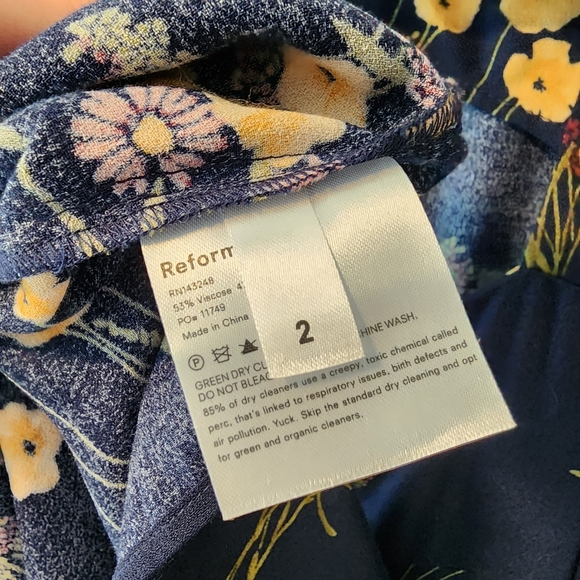 Reform
RN143248
53% Viscose 4
PO# 11749
Made in China
2
GREEN DRY CL HINE WASH.
DO NOT BLEAC
85% of dry cleaners use a creepy, toxic chemical called
perc, that's linked to respiratory issues, birth defects and
air pollution. Yuck. Skip the standard dry cleaning and opt
for green and organic cleaners.